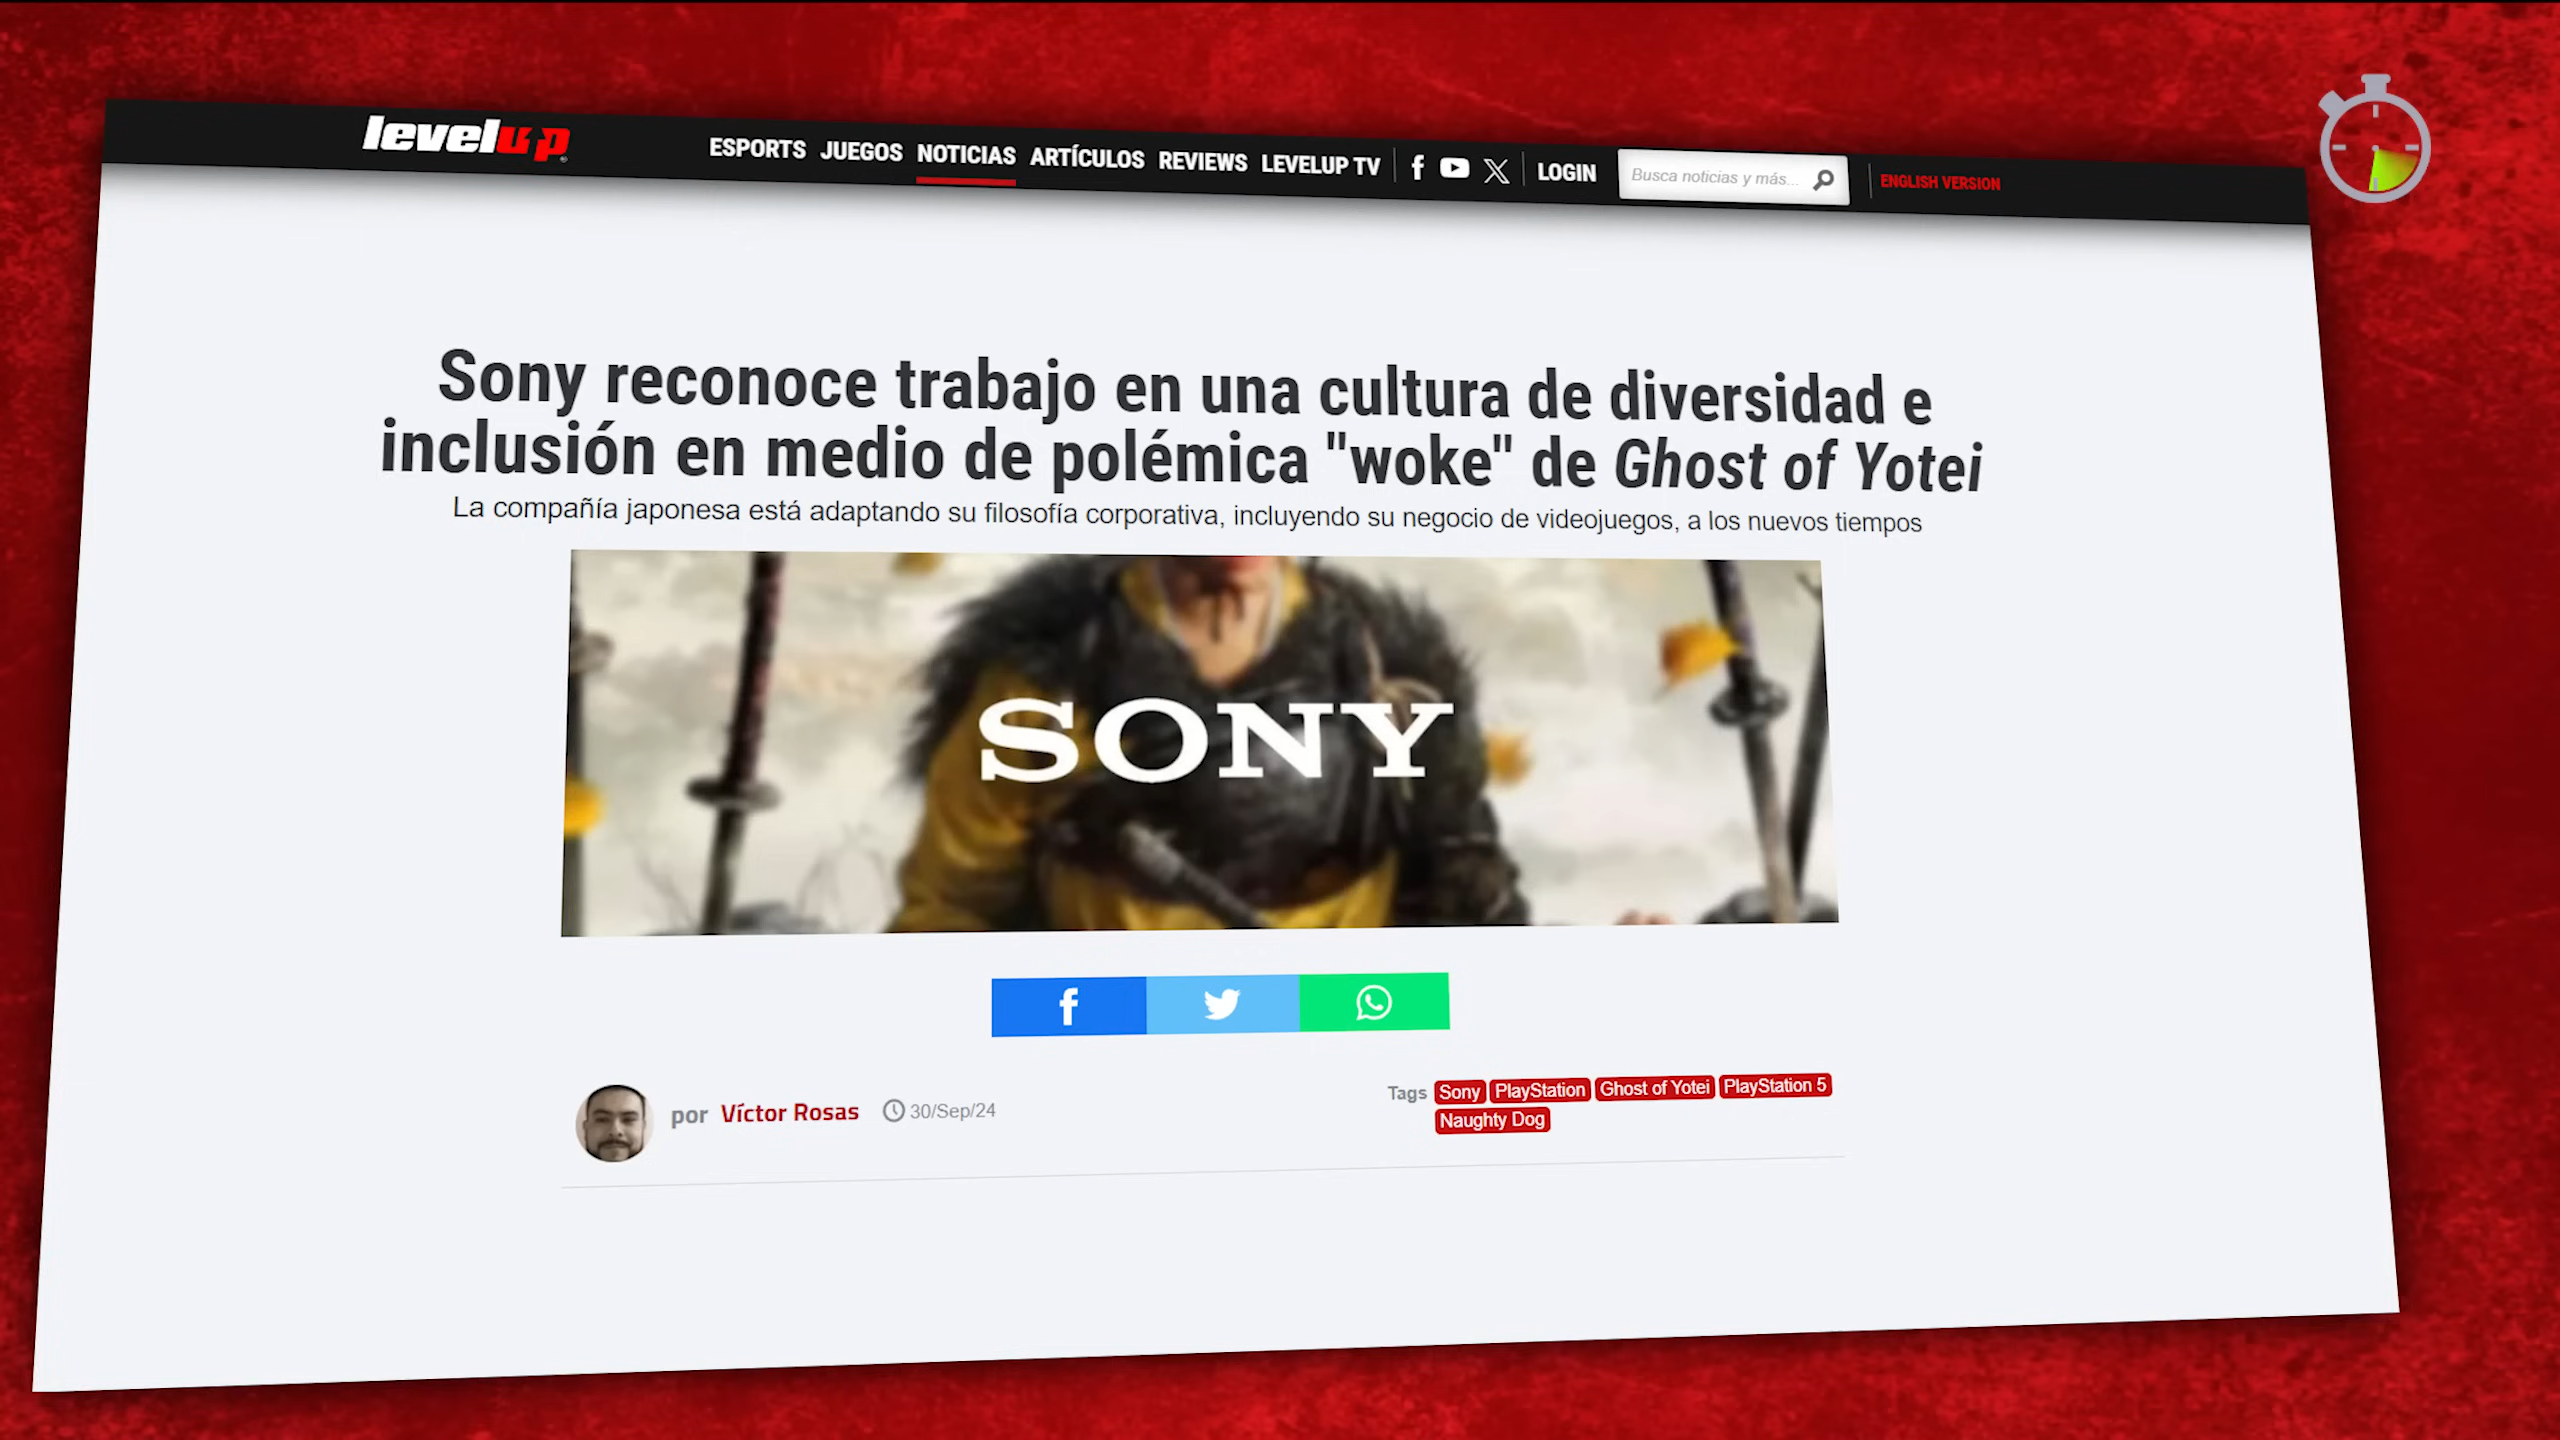 levelup
ESPORTS JUEGOS NOTICIAS ARTÍCULOS REVIEWS LEVELUP TV LOGIN Busca noticias y más... ENGLISH VERSION
Sony reconoce trabajo en una cultura de diversidad e
inclusión en medio de polémica "woke" de Ghost of Yotei
La compañía japonesa está adaptando su filosofía corporativa, incluyendo su negocio de videojuegos, a los nuevos tiempos
SONY
por Víctor Rosas 30/Sep/24
Tags Sony PlayStation Ghost of Yotei PlayStation 5
Naughty Dog